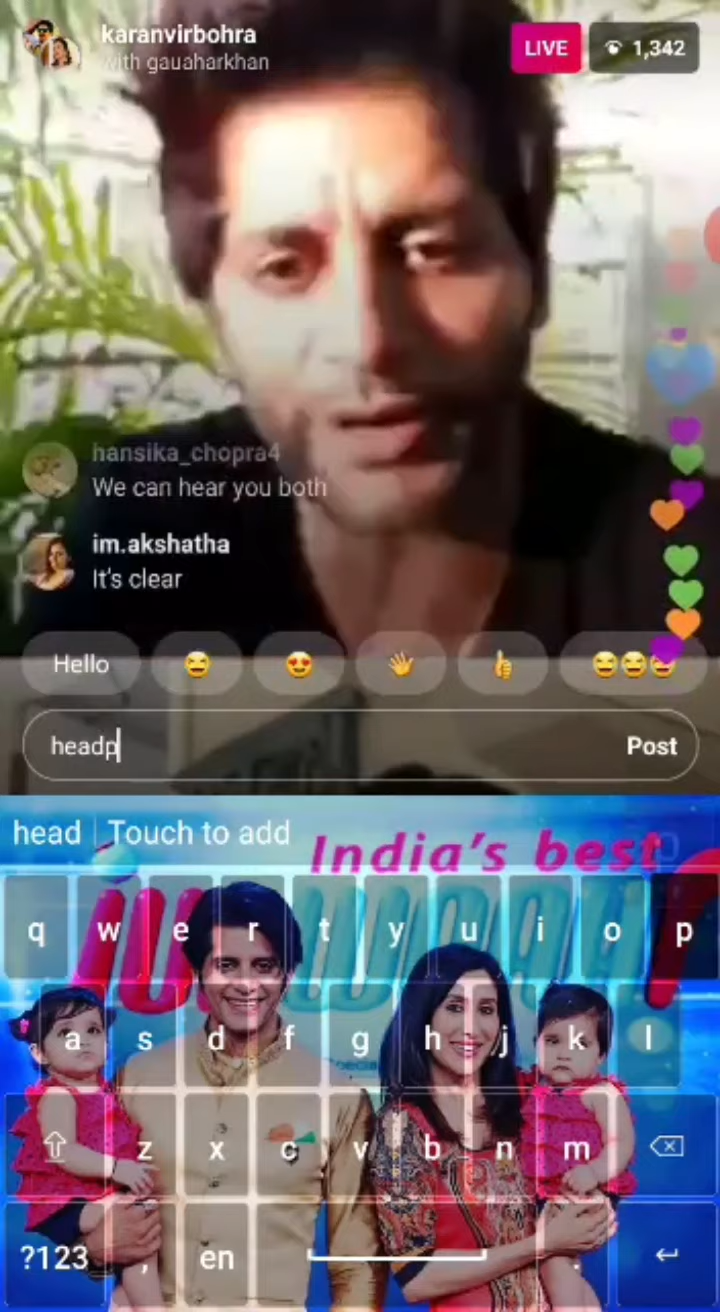 karanvirbohra
with gauaharkhan
LIVE
1,342
hansika_chopra4
We can hear you both
im.akshatha
It's clear
Hello
headp
Post
head
Touch to add
India's best
q w e r t y u i o p
a s d f g h j k l
z x c v b n m
?123 , en .